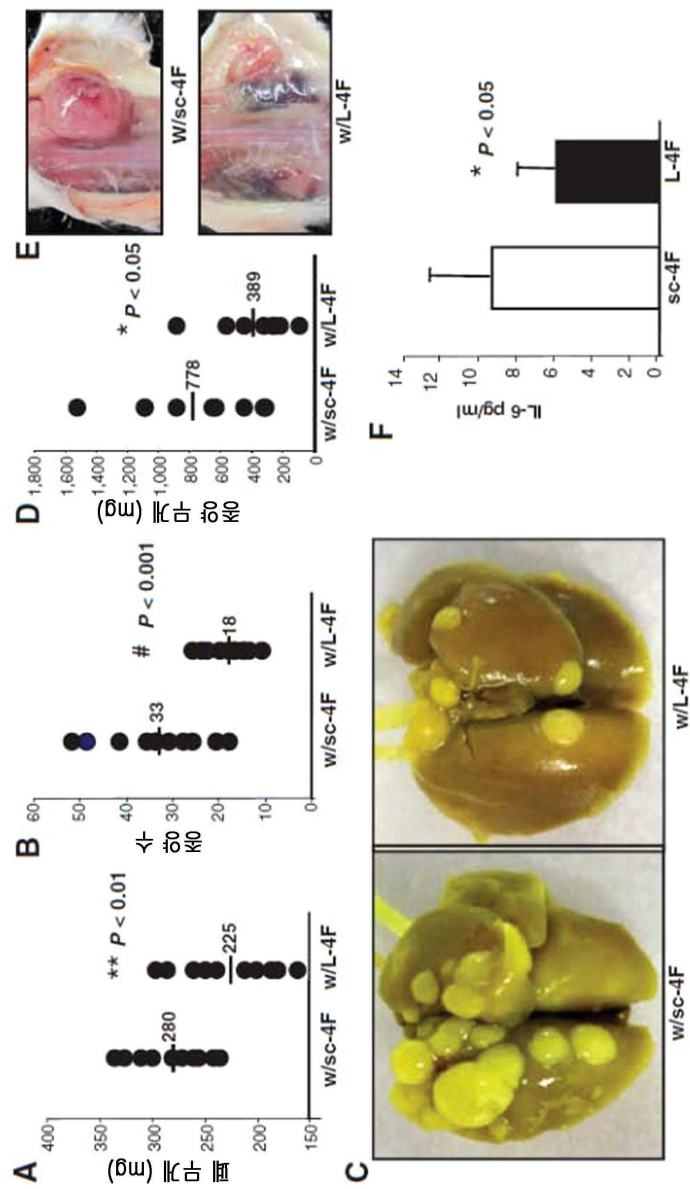 A
폐 무게 (mg)
400
350
300
250
200
150
280
225
** P < 0.01
w/sc-4F
w/L-4F
B
종양 수
60
50
40
30
20
10
0
33
18
# P < 0.001
w/sc-4F
w/L-4F
C
w/sc-4F
w/L-4F
D
종양 무게 (mg)
1,800
1,600
1,400
1,200
1,000
800
600
400
200
0
778
389
* P < 0.05
w/sc-4F
w/L-4F
E
W/sc-4F
w/L-4F
F
IL-6 pg/ml
14
12
10
8
6
4
2
0
* P < 0.05
sc-4F
L-4F